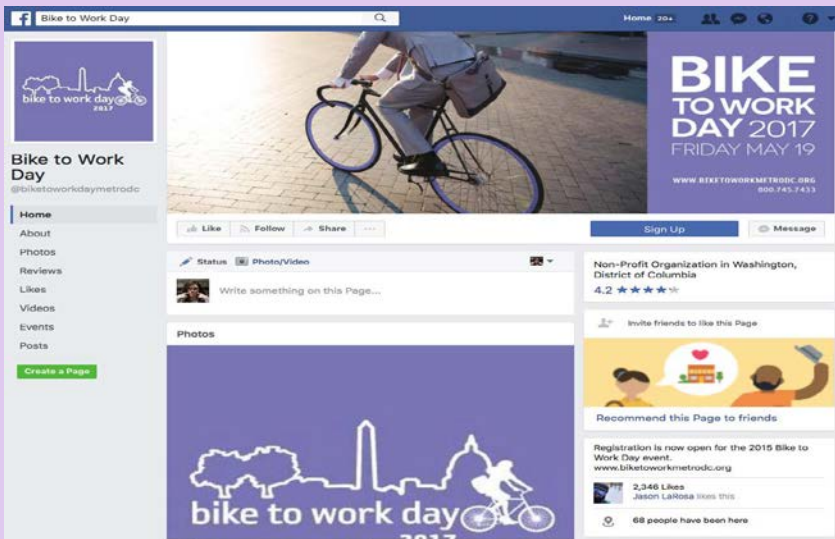 Bike to Work Day
Home 20+
bike to work day
2017
Bike to Work
Day
@biketoworkdaymetrodc
Home
About
Photos
Reviews
Likes
Videos
Events
Posts
Create a Page
BIKE
TO WORK
DAY 2017
FRIDAY MAY 19
WWW.BIKETOWORKMETRODC.ORG
800.745.7433
Like
Follow
Share
Sign Up
Message
Status
Photo/Video
Write something on this Page...
Photos
bike to work day
2017
Non-Profit Organization in Washington,
District of Columbia
4.2
Invite friends to like this Page
Recommend this Page to friends
Registration is now open for the 2015 Bike to
Work Day event.
www.biketoworkmetrodc.org
2,346 Likes
Jason LaRosa likes this
68 people have been here